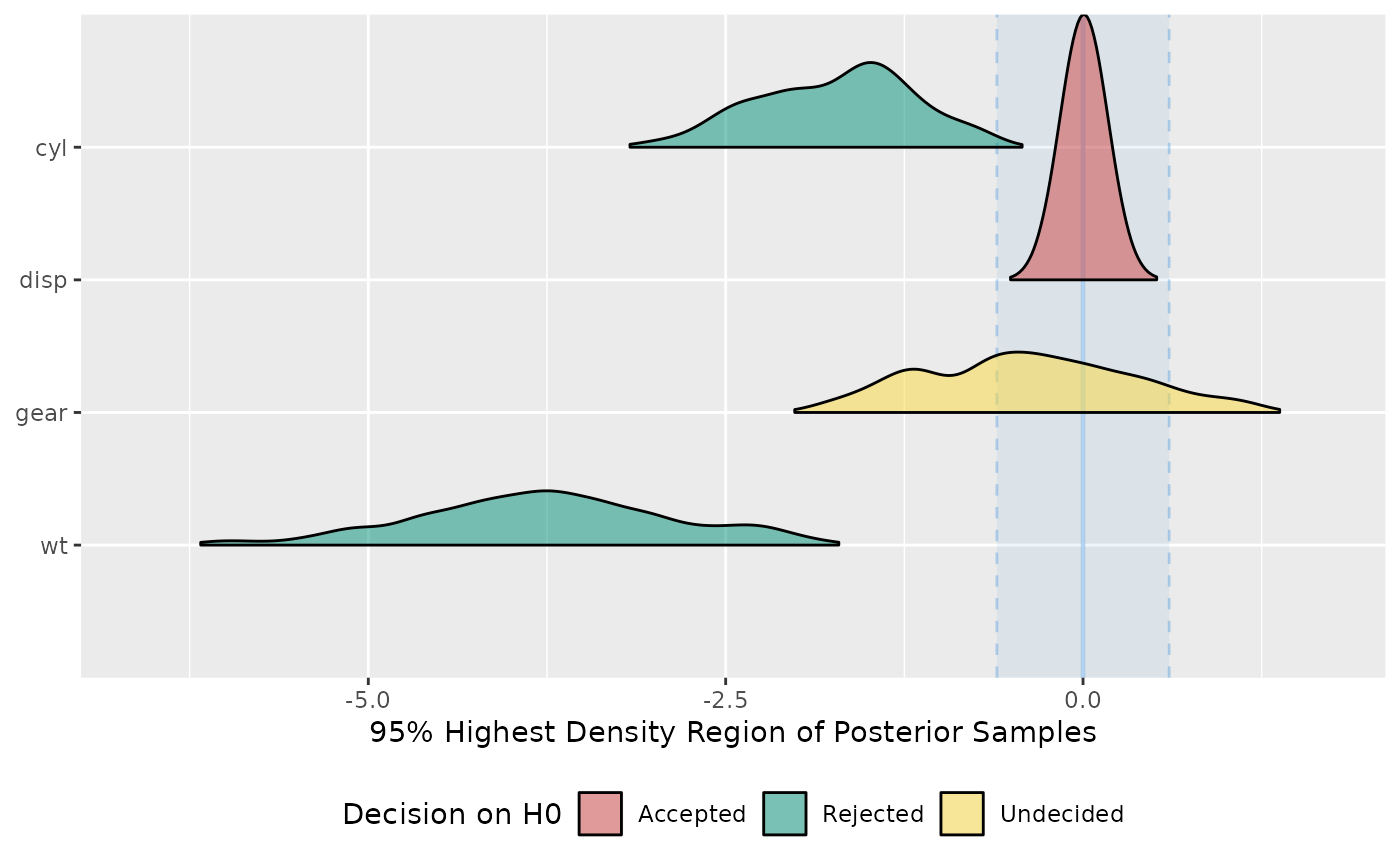 cyl
disp
gear
wt
-5.0 -2.5 0.0
95% Highest Density Region of Posterior Samples
Decision on H0 Accepted Rejected Undecided